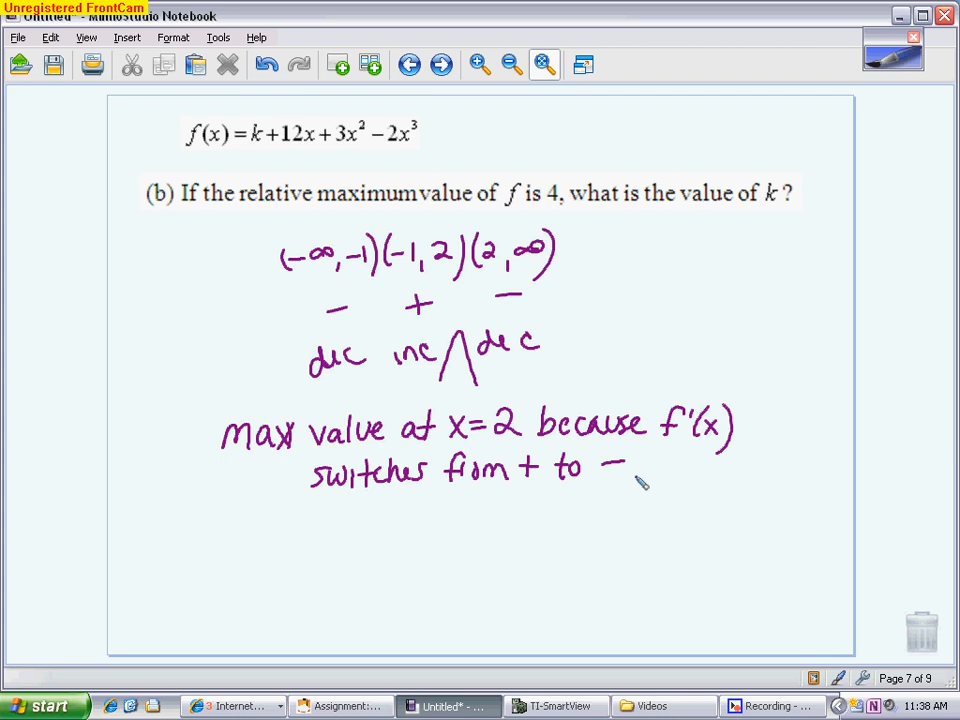 Unregistered FrontCam
Untitled* - MimioStudio Notebook
File Edit View Insert Format Tools Help
f(x) = k + 12x + 3x² − 2x³
(b) If the relative maximum value of f is 4, what is the value of k ?
(-∞, -1) (-1, 2) (2, ∞)
− + −
dec inc dec
max value at x=2 because f'(x)
switches from + to −
Page 7 of 9
start 3 Internet... Assignment:... Untitled* - ... TI-SmartView Videos Recording - ... 11:38 AM